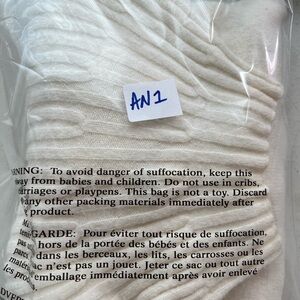 AN1
NING: To avoid danger of suffocation, keep this
way from babies and children. Do not use in cribs,
rriages or playpens. This bag is not a toy. Discard
any other packing materials immediately after
product.
GARDE: Pour éviter tout risque de suffocation,
hors de la portée des bébés et des enfants. Ne
dans les berceaux, les lits, les carrosses ou les
ac n'est pas un jouet. Jeter ce sac ou tout autre
emballage immédiatement après avoir enlevé